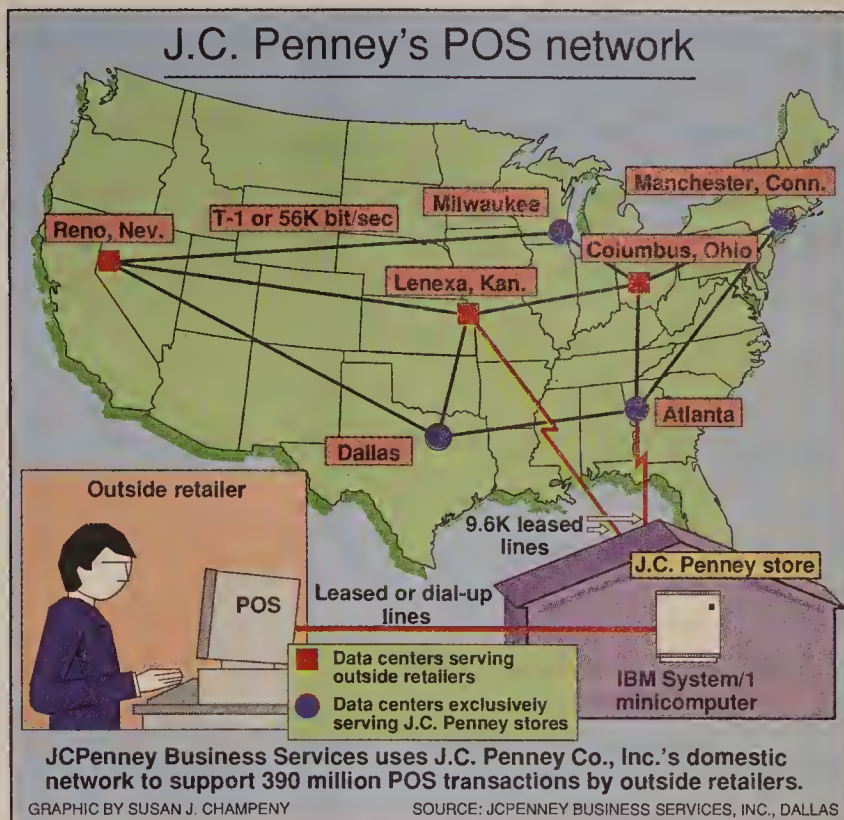 J.C. Penney's POS network
Manchester, Conn.
Milwaukee
T-1 or 56K bit/sec
Reno, Nev.
Columbus, Ohio
Lenexa, Kan.
Atlanta
Dallas
Outside retailer
9.6K leased
lines
J.C. Penney store
POS
Leased or dial-up
lines
Data centers serving
outside retailers
IBM System/1
minicomputer
Data centers exclusively
serving J.C. Penney stores
JCPenney Business Services uses J.C. Penney Co., Inc.'s domestic
network to support 390 million POS transactions by outside retailers.
GRAPHIC BY SUSAN J. CHAMPENY
SOURCE: JCPENNEY BUSINESS SERVICES, INC., DALLAS